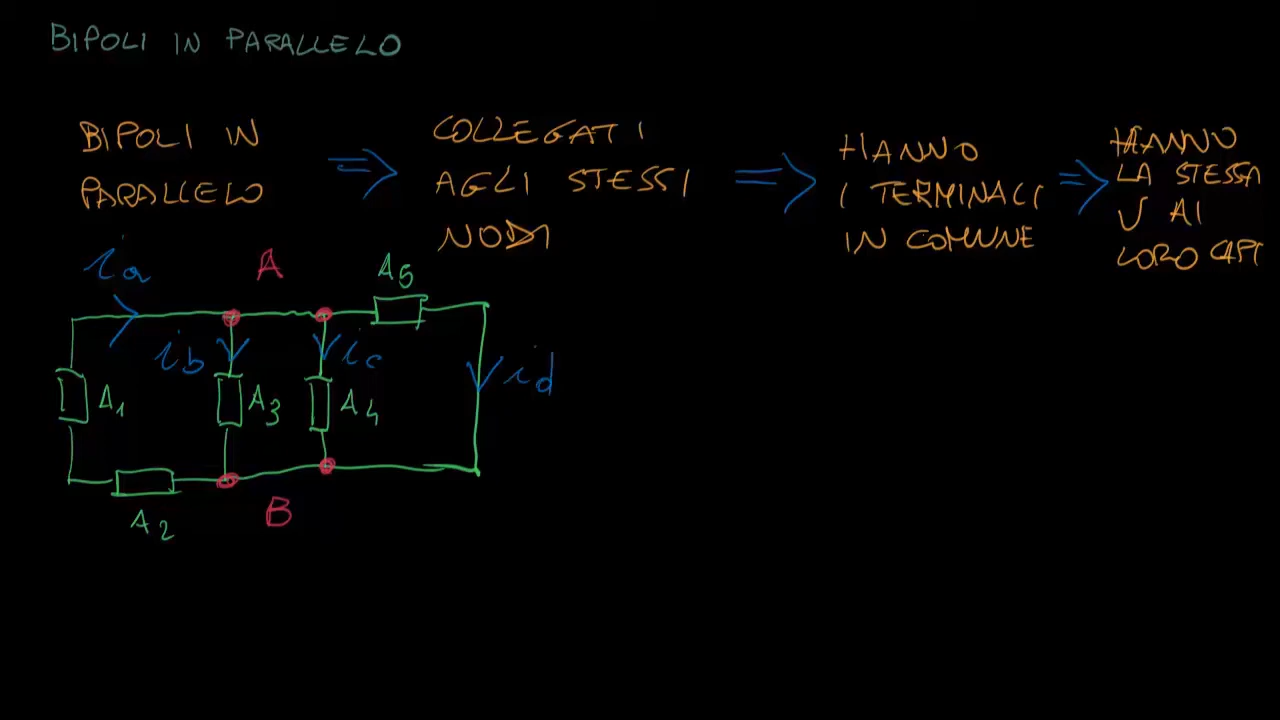 BIPOLI IN PARALLELO
BIPOLI IN
PARALLELO
COLLEGATI
AGLI STESSI
NODI
HANNO
I TERMINALI
IN COMUNE
HANNO
LA STESSA
V AI
LORO CAPI
ia
A
A5
ib
ic
id
A1
A3
A4
A2
B